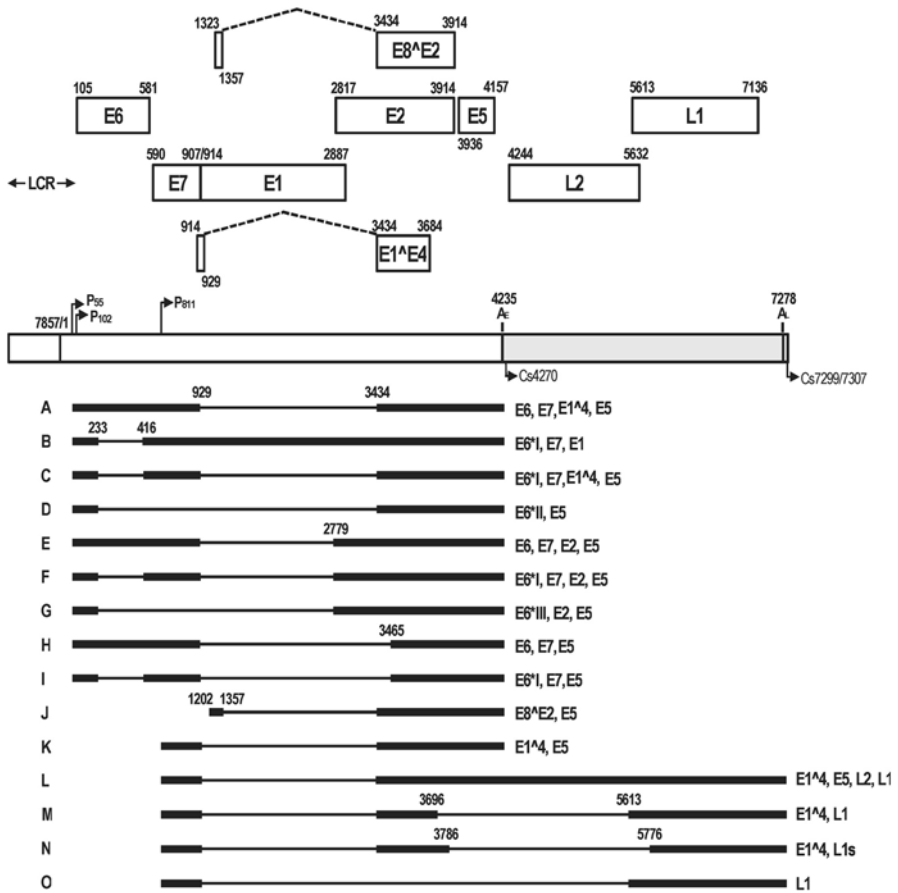 1323 3434 3914
E8^E2
1357
105 581 2817 3914 4157 5613 7136
E6 E2 E5 L1
3936
590 907/914 2887 4244 5632
←LCR→ E7 E1 L2
914 3434 3684
E1^E4
929
P55 P811 4235 7278
7857/1 P102 AE AL
Cs4270 Cs7299/7307
929 3434
A E6, E7,E1^4, E5
233 416
B E6*I, E7, E1
C E6*I, E7,E1^4, E5
D E6*II, E5
2779
E E6, E7, E2, E5
F E6*I, E7, E2, E5
G E6*III, E2, E5
3465
H E6, E7,E5
I E6*I, E7,E5
1202 1357
J E8^E2, E5
K E1^4, E5
L E1^4, E5, L2, L1
3696 5613
M E1^4, L1
3786 5776
N E1^4, L1s
O L1